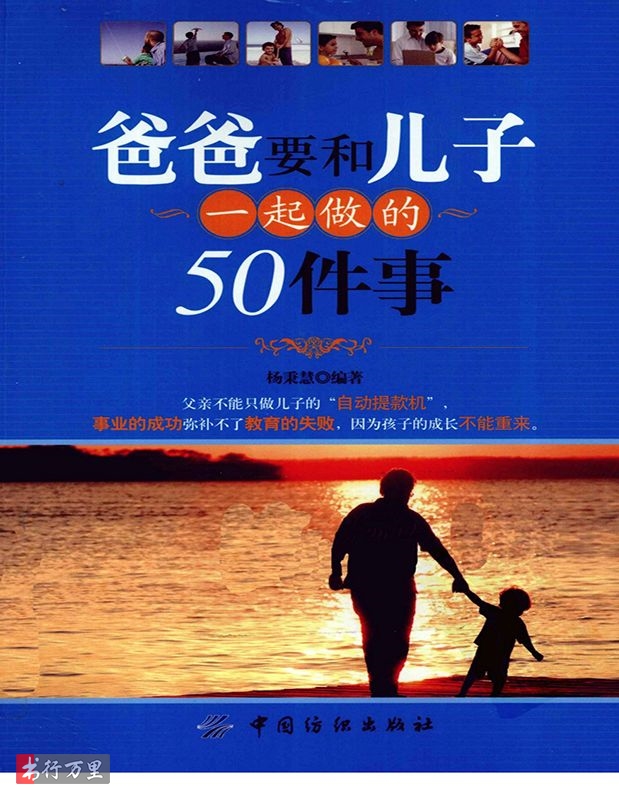 爸爸要和儿子
一起做的
50件事
杨秉慧◎编著
父亲不能只做儿子的“自动提款机”，
事业的成功弥补不了教育的失败，因为孩子的成长不能重来。
中国纺织出版社
书行万里